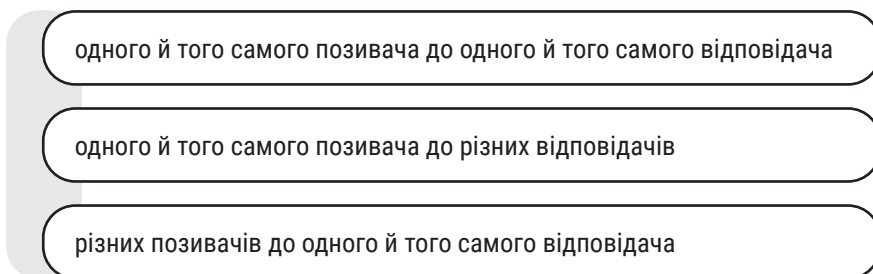 одного й того самого позивача до одного й того самого відповідача
одного й того самого позивача до різних відповідачів
різних позивачів до одного й того самого відповідача